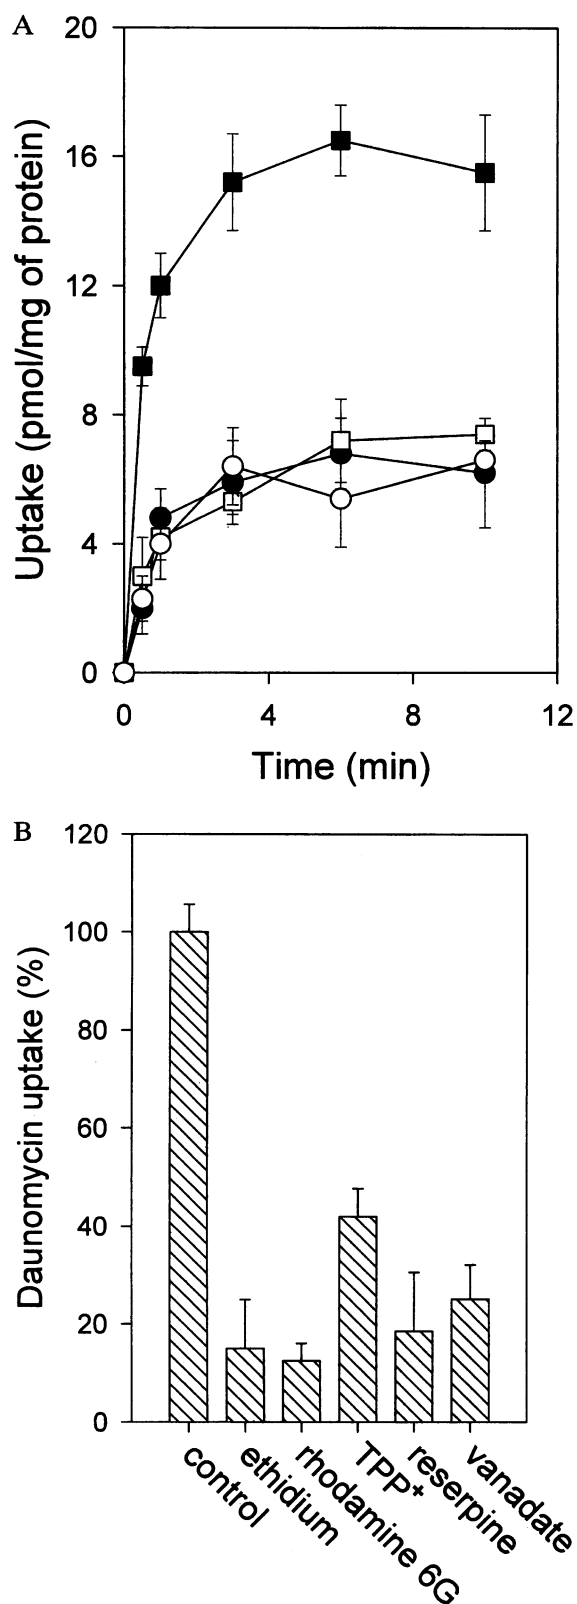 A
20
16
12
8
4
0
Uptake (pmol/mg of protein)
0 4 8 12
Time (min)
B
120
100
80
60
40
20
0
Daunomycin uptake (%)
control
ethidium
rhodamine 6G
TPP+
reserpine
vanadate